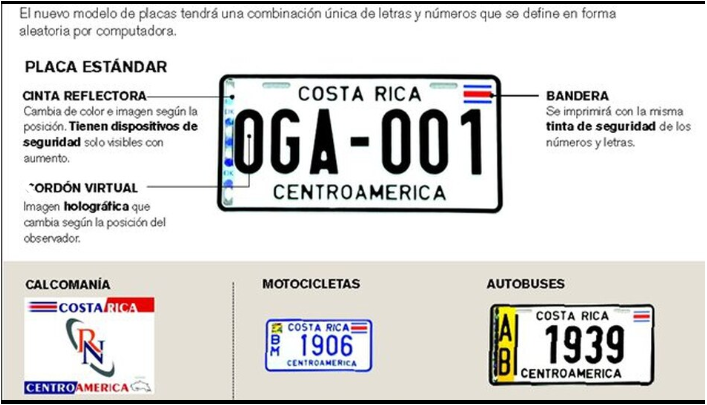 El nuevo modelo de placas tendrá una combinación única de letras y números que se define en forma
aleatoria por computadora.
PLACA ESTÁNDAR
CINTA REFLECTORA
Cambia de color e imagen según la
posición. Tienen dispositivos de
seguridad solo visibles con
aumento.
ORDÓN VIRTUAL
Imagen holográfica que
cambia según la posición del
observador.
COSTA RICA
0GA-001
CENTROAMERICA
BANDERA
Se imprimirá con la misma
tinta de seguridad de los
números y letras.
CALCOMANÍA
COSTA RICA
RN
CENTROAMERICA
MOTOCICLETAS
COSTA RICA
BM 1906
CENTROAMERICA
AUTOBUSES
COSTA RICA
AB 1939
CENTROAMERICA